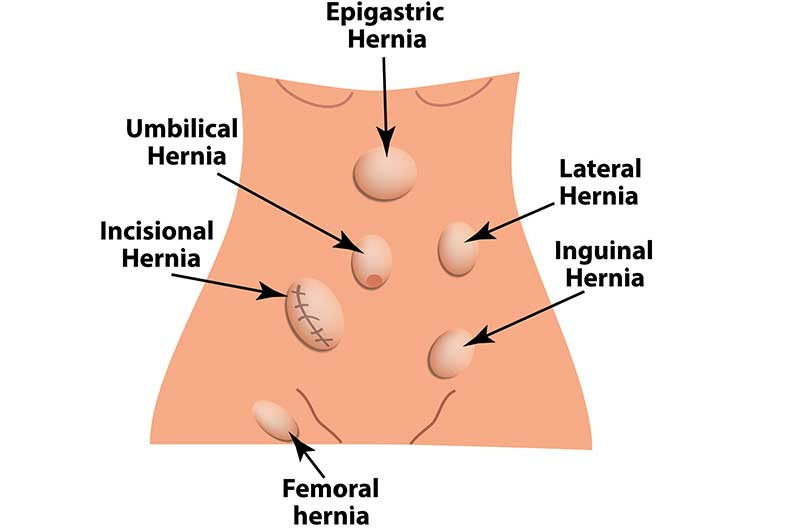 Epigastric
Hernia
Umbilical
Hernia
Lateral
Hernia
Incisional
Hernia
Inguinal
Hernia
Femoral
hernia